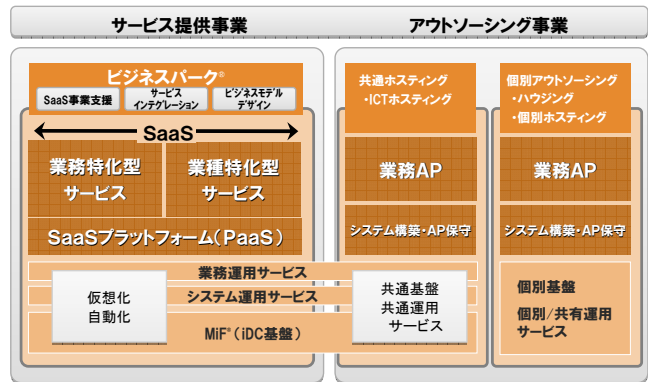 サービス提供事業
アウトソーシング事業
ビジネスパーク®
SaaS事業支援
サービス
インテグレーション
ビジネスモデル
デザイン
SaaS
業務特化型
サービス
業種特化型
サービス
SaaSプラットフォーム(PaaS)
業務運用サービス
システム運用サービス
MiF®(iDC基盤)
仮想化
自動化
共通ホスティング
・ICTホスティング
業務AP
システム構築・AP保守
共通基盤
共通運用
サービス
個別アウトソーシング
・ハウジング
・個別ホスティング
業務AP
システム構築・AP保守
個別基盤
個別/共有運用
サービス